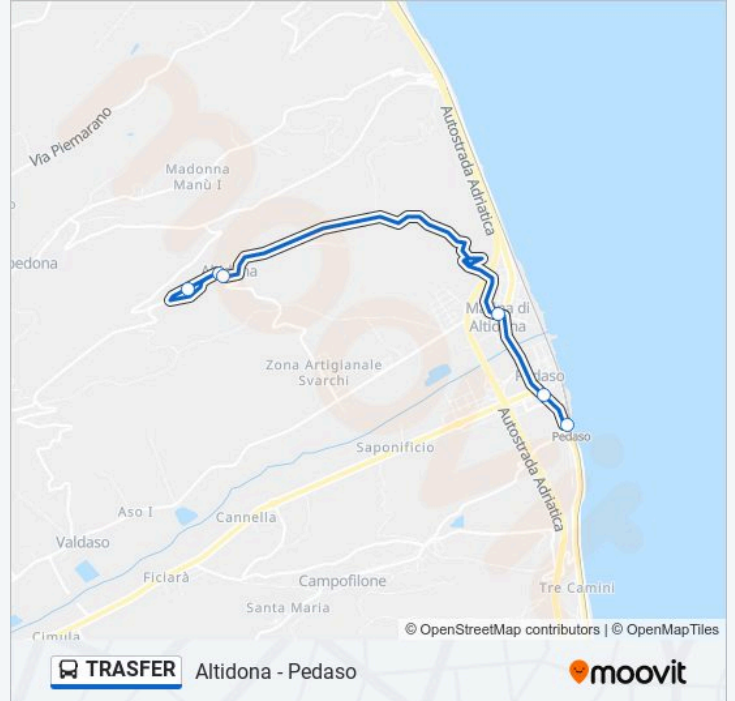 Autostrada Adriatica
Via Piemarano
Madonna
Manù I
Marina di
Altidona
Zona Artigianale
Svarchi
Pedaso
Pedaso
Saponificio
Autostrada Adriatica
Aso I
Cannella
Valdaso
Ficiarà
Campofilone
Santa Maria
Tre Camini
Cimula
© OpenStreetMap contributors | © OpenMapTiles
TRASFER
Altidona - Pedaso
moovit